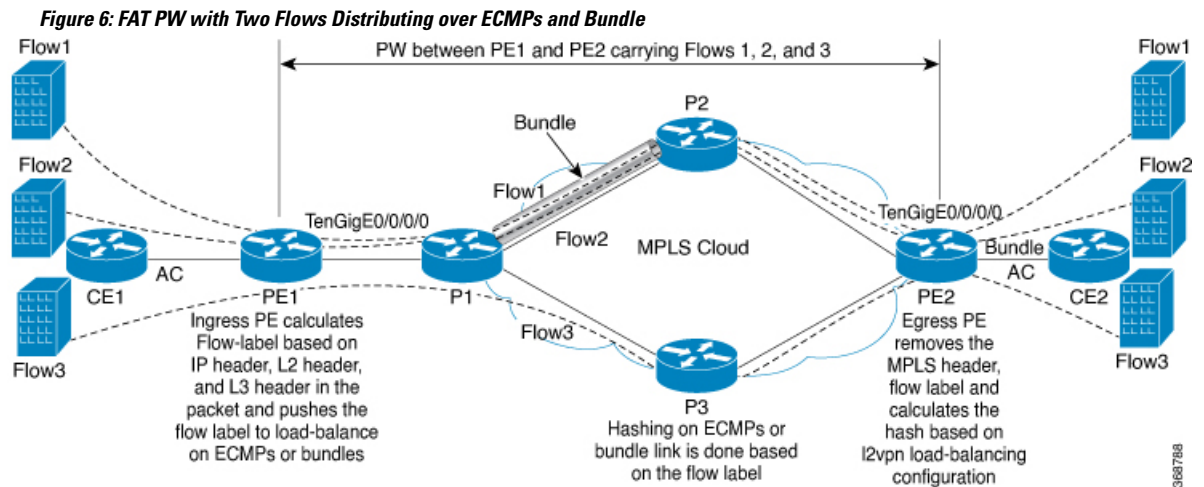 Figure 6: FAT PW with Two Flows Distributing over ECMPs and Bundle
Flow1
PW between PE1 and PE2 carrying Flows 1, 2, and 3
Flow1
P2
Bundle
Flow2
Flow1
Flow2
TenGigE0/0/0/0
TenGigE0/0/0/0
Flow2
MPLS Cloud
Bundle
AC
AC
CE1
PE1
P1
PE2
CE2
Flow3
Flow3
Flow3
Ingress PE calculates
Flow-label based on
IP header, L2 header,
and L3 header in the
packet and pushes the
flow label to load-balance
on ECMPs or bundles
P3
Hashing on ECMPs or
bundle link is done based
on the flow label
Egress PE
removes the
MPLS header,
flow label and
calculates the
hash based on
l2vpn load-balancing
configuration
368788